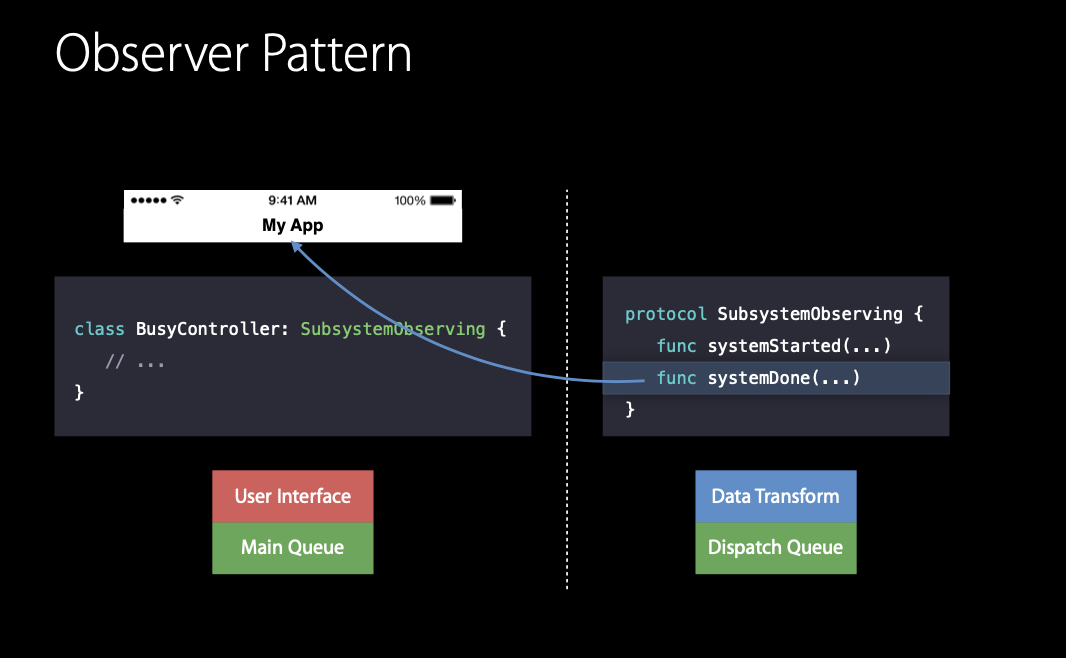 Observer Pattern
9:41 AM
100%
My App
class BusyController: SubsystemObserving {
// ...
}
protocol SubsystemObserving {
func systemStarted(...)
func systemDone(...)
}
User Interface
Main Queue
Data Transform
Dispatch Queue